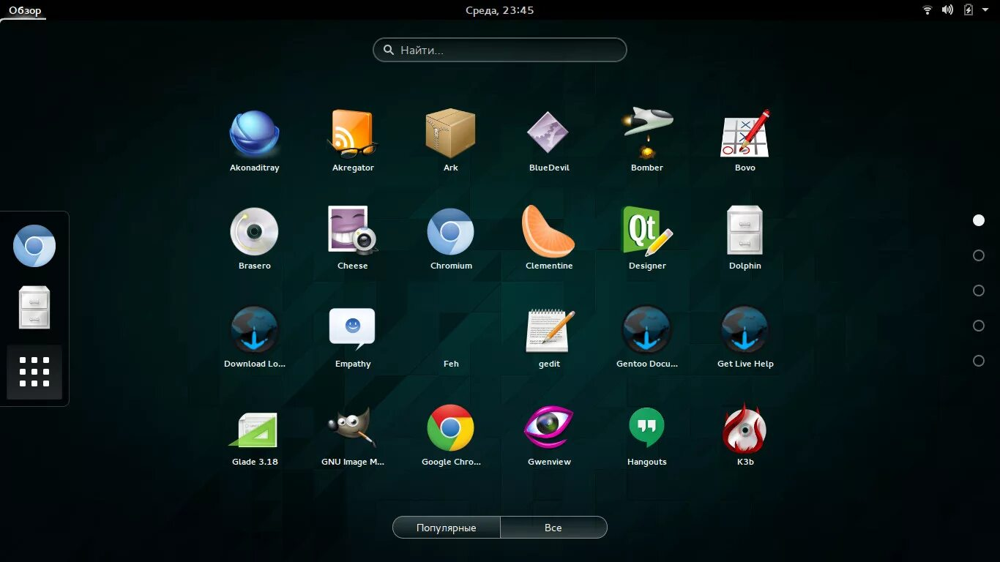 Обзор
Среда, 23:45
Найти...
Akonaditray
Akregator
Ark
BlueDevil
Bomber
Bovo
Brasero
Cheese
Qt
Chromium
Clementine
Designer
Dolphin
Download Lo...
Empathy
Feh
gedit
Gentoo Docu...
Get Live Help
Glade 3.18
GNU Image M...
Google Chro...
Gwenview
Hangouts
K3b
Популярные
Все